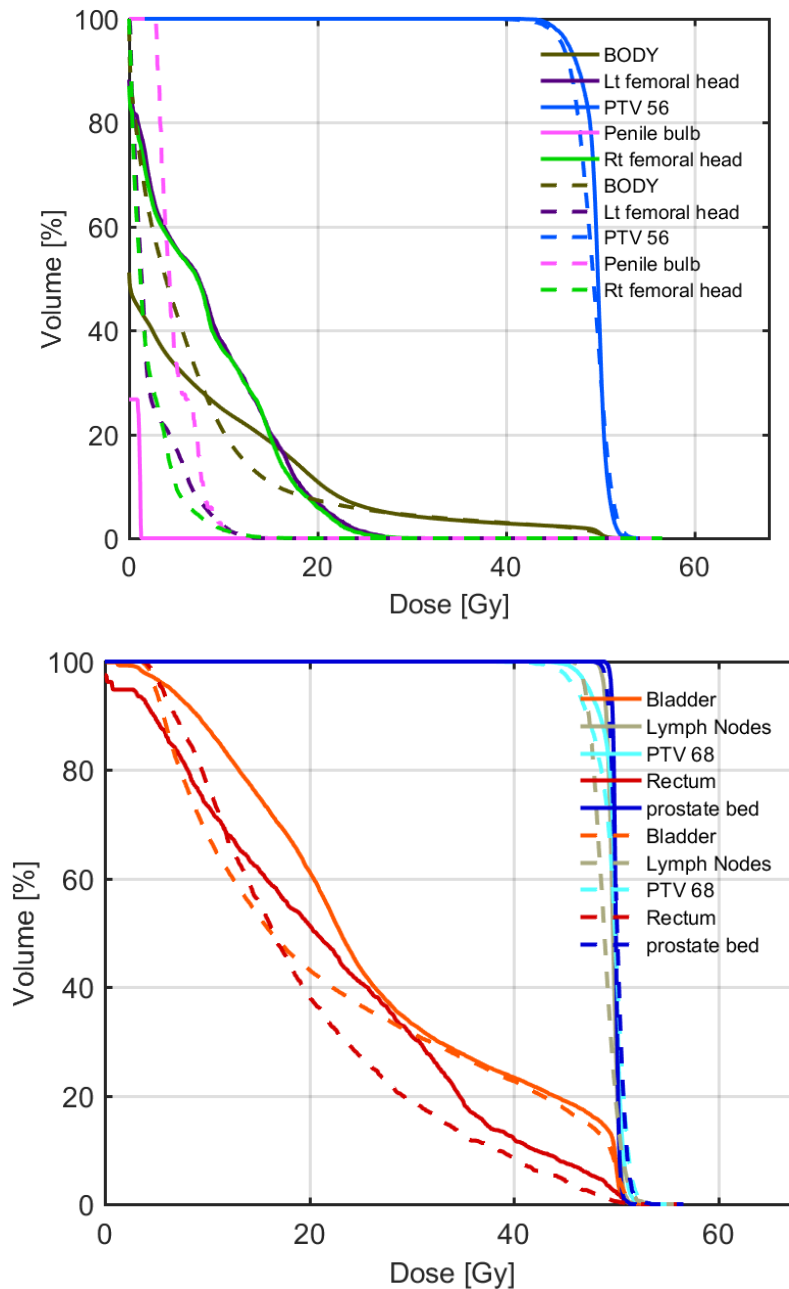 100
80
60
40
20
0
Volume [%]
BODY
Lt femoral head
PTV 56
Penile bulb
Rt femoral head
BODY
Lt femoral head
PTV 56
Penile bulb
Rt femoral head
0 20 40 60
Dose [Gy]
100
80
60
40
20
0
Volume [%]
Bladder
Lymph Nodes
PTV 68
Rectum
prostate bed
Bladder
Lymph Nodes
PTV 68
Rectum
prostate bed
0 20 40 60
Dose [Gy]